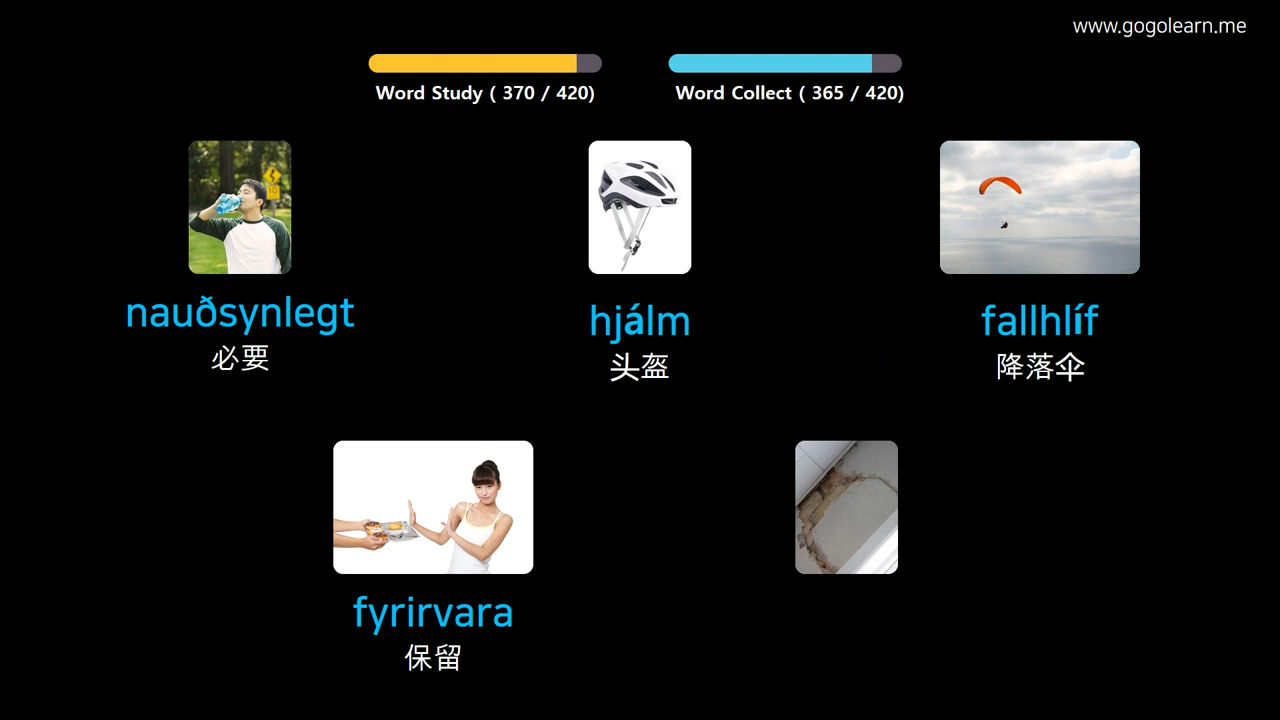 www.gogolearn.me
Word Study ( 370 / 420)
Word Collect ( 365 / 420)
nauðsynlegt
必要
hjálm
头盔
fallhlíf
降落伞
fyrirvara
保留